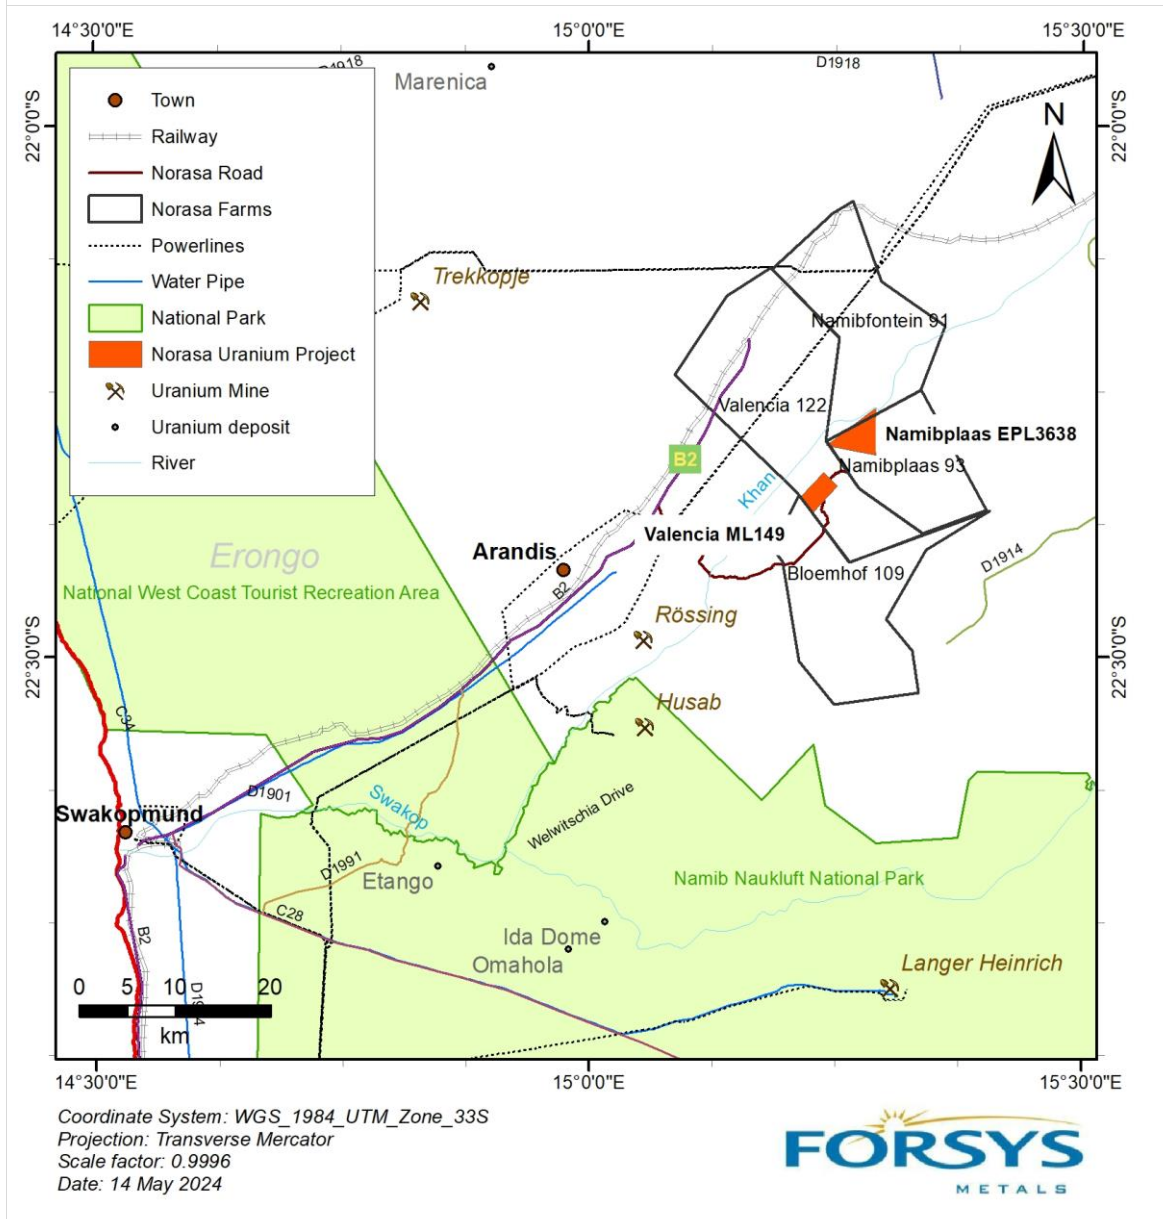 14°30'0"E
15°0'0"E
15°30'0"E
D1918
D1918
Marenica
22°0'0"S
22°0'0"S
N
Town
Railway
Norasa Road
Norasa Farms
Powerlines
Water Pipe
National Park
Norasa Uranium Project
Uranium Mine
Uranium deposit
River
Trekkopje
Namibfontein 91
Valencia 122
Namibplaas EPL3638
B2
Namibplaas 93
Khan
Valencia ML149
Arandis
Erongo
D1914
National West Coast Tourist Recreation Area
B2
Bloemhof 109
Rössing
22°30'0"S
22°30'0"S
Husab
C34
D1901
Swakop
Swakopmund
Welwitschia Drive
D1991
Etango
Namib Naukluft National Park
C28
B2
Ida Dome
Omahola
Langer Heinrich
0 5 10 20
km
14°30'0"E
15°0'0"E
15°30'0"E
Coordinate System: WGS_1984_UTM_Zone_33S
Projection: Transverse Mercator
Scale factor: 0.9996
Date: 14 May 2024
FORSYS
METALS